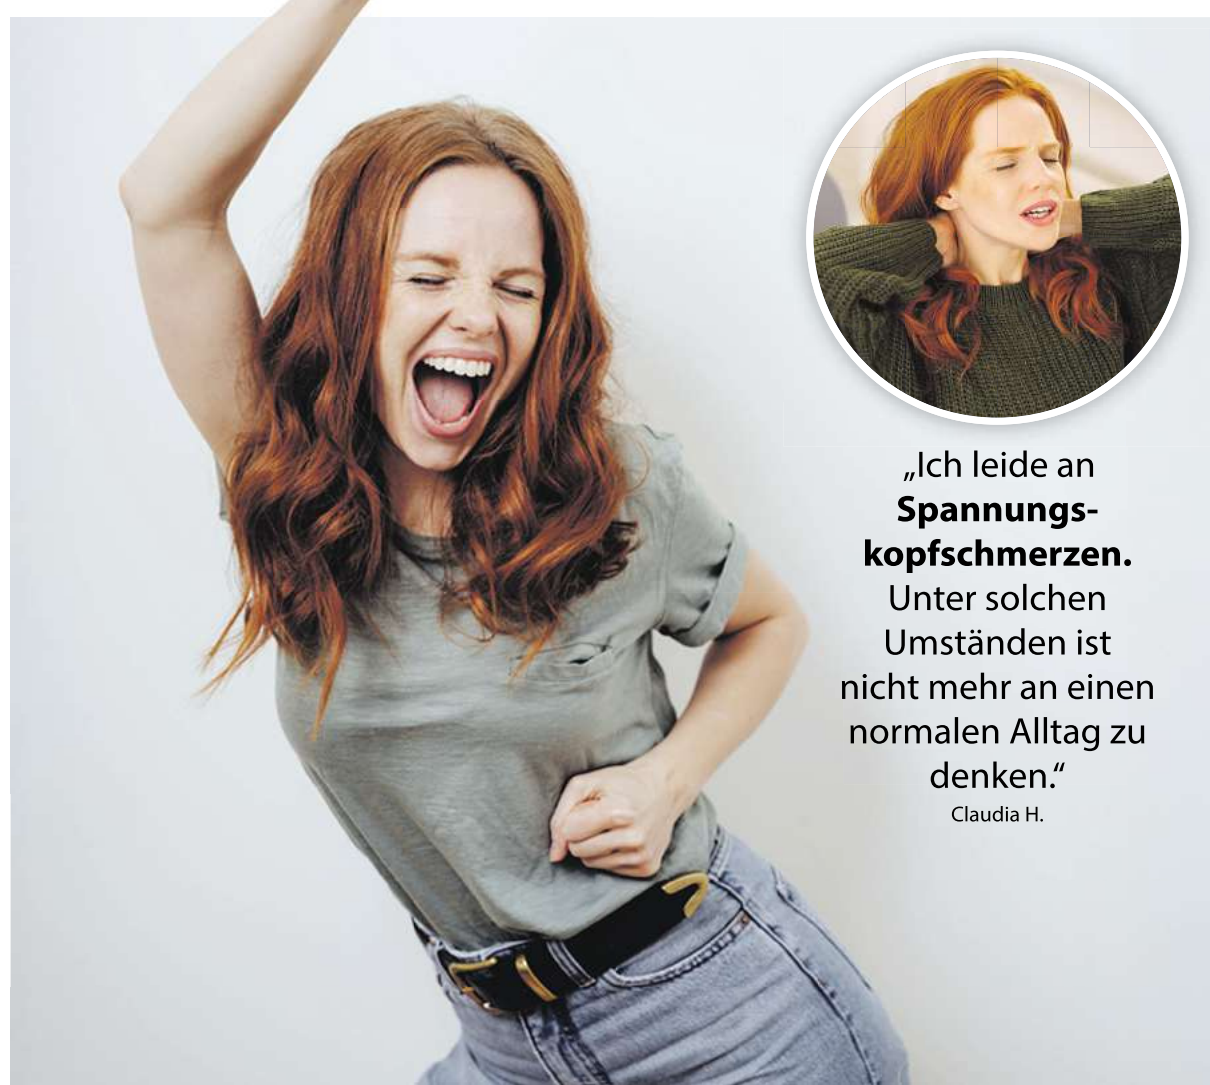 „Ich leide an
Spannungs-
kopfschmerzen.
Unter solchen
Umständen ist
nicht mehr an einen
normalen Alltag zu
denken.“
Claudia H.